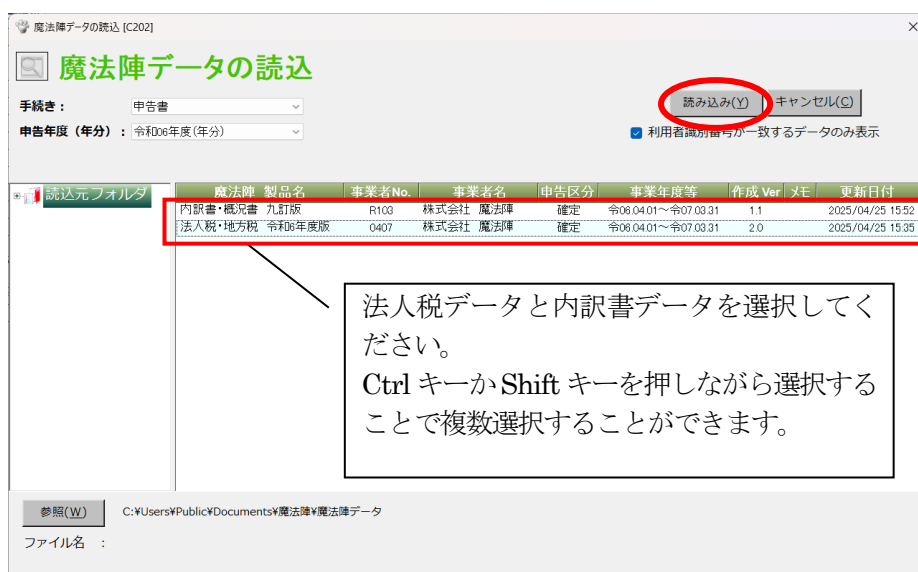 魔法陣データの読込 [C202]
魔法陣データの読込
手続き： 申告書
読み込み(Y) キャンセル(C)
申告年度（年分）： 令和06年度(年分)
利用者識別番号が一致するデータのみ表示
読込元フォルダ
魔法陣 製品名 事業者No. 事業者名 申告区分 事業年度等 作成 Ver メモ 更新日付
内訳書・概況書 九訂版 R103 株式会社 魔法陣 確定 令06.04.01～令07.03.31 1.1 2025/04/25 15:52
法人税・地方税 令和6年度版 0407 株式会社 魔法陣 確定 令06.04.01～令07.03.31 2.0 2025/04/25 15:35
法人税データと内訳書データを選択してく
ださい。
Ctrl キーか Shift キーを押しながら選択する
ことで複数選択することができます。
参照(W) C:¥Users¥Public¥Documents¥魔法陣¥魔法陣データ
ファイル名 ：